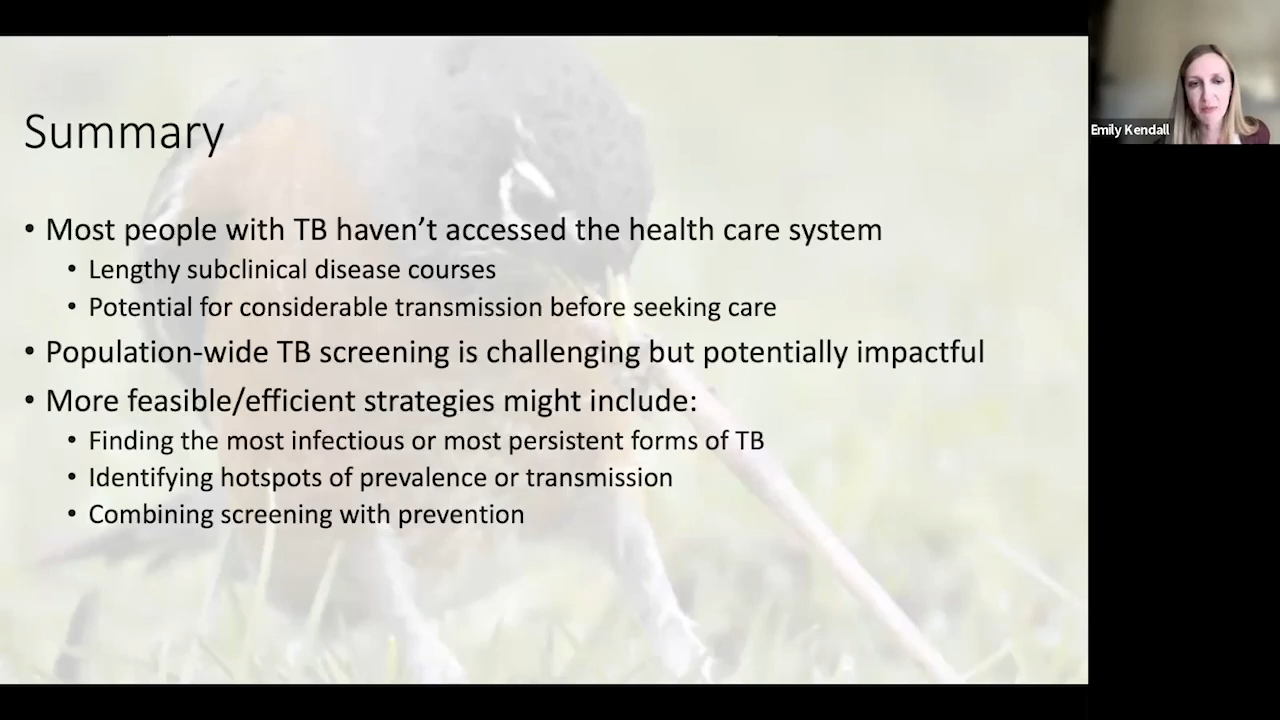 Summary
• Most people with TB haven’t accessed the health care system
• Lengthy subclinical disease courses
• Potential for considerable transmission before seeking care
• Population-wide TB screening is challenging but potentially impactful
• More feasible/efficient strategies might include:
• Finding the most infectious or most persistent forms of TB
• Identifying hotspots of prevalence or transmission
• Combining screening with prevention
Emily Kendall